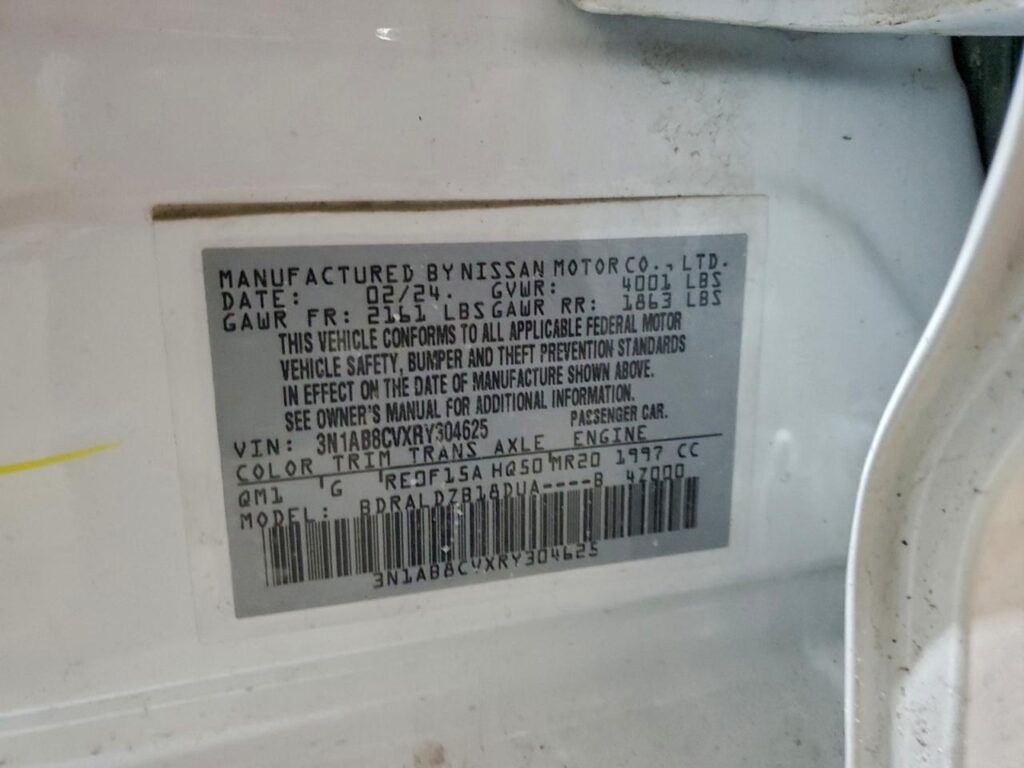 MANUFACTURED BY NISSAN MOTOR CO., LTD.
DATE: 02/24. GVWR: 4001 LBS
GAWR FR: 2161 LBS GAWR RR: 1863 LBS
THIS VEHICLE CONFORMS TO ALL APPLICABLE FEDERAL MOTOR
VEHICLE SAFETY, BUMPER AND THEFT PREVENTION STANDARDS
IN EFFECT ON THE DATE OF MANUFACTURE SHOWN ABOVE.
SEE OWNER'S MANUAL FOR ADDITIONAL INFORMATION.
VIN: 3N1AB8CVXRY304625 PASSENGER CAR.
COLOR TRIM TRANS AXLE ENGINE
QM1 G RE0F15A HQ50 MR20 1997 CC
MODEL: BDRALDZB18DUA----B 4Z000
3N1AB8CVXRY304625